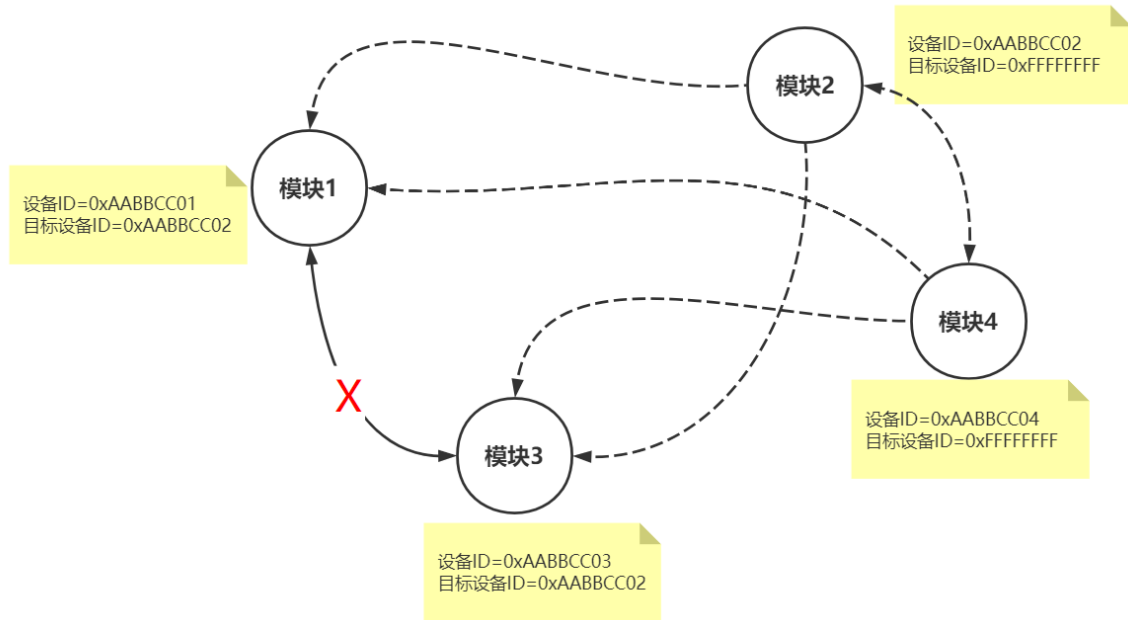 设备ID=0xAABBCC02
目标设备ID=0xFFFFFFFF
模块2
模块1
设备ID=0xAABBCC01
目标设备ID=0xAABBCC02
模块4
X
设备ID=0xAABBCC04
目标设备ID=0xFFFFFFFF
模块3
设备ID=0xAABBCC03
目标设备ID=0xAABBCC02